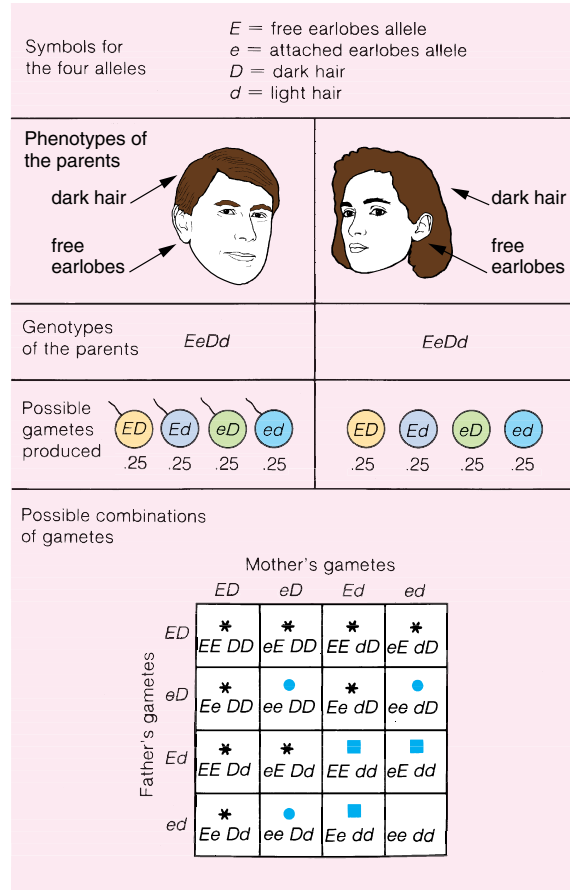 Symbols for
the four alleles
E = free earlobes allele
e = attached earlobes allele
D = dark hair
d = light hair
Phenotypes of
the parents
dark hair
free
earlobes
dark hair
free
earlobes
Genotypes
of the parents
EeDd
EeDd
Possible
gametes
produced
ED Ed eD ed
.25 .25 .25 .25
ED Ed eD ed
.25 .25 .25 .25
Possible combinations
of gametes
Mother's gametes
ED eD Ed ed
Father's gametes
ED
* * * *
EE DD eE DD EE dD eE dD
eD
* *
Ee DD ee DD Ee dD ee dD
Ed
* *
EE Dd eE Dd EE dd eE dd
ed
*
Ee Dd ee Dd Ee dd ee dd